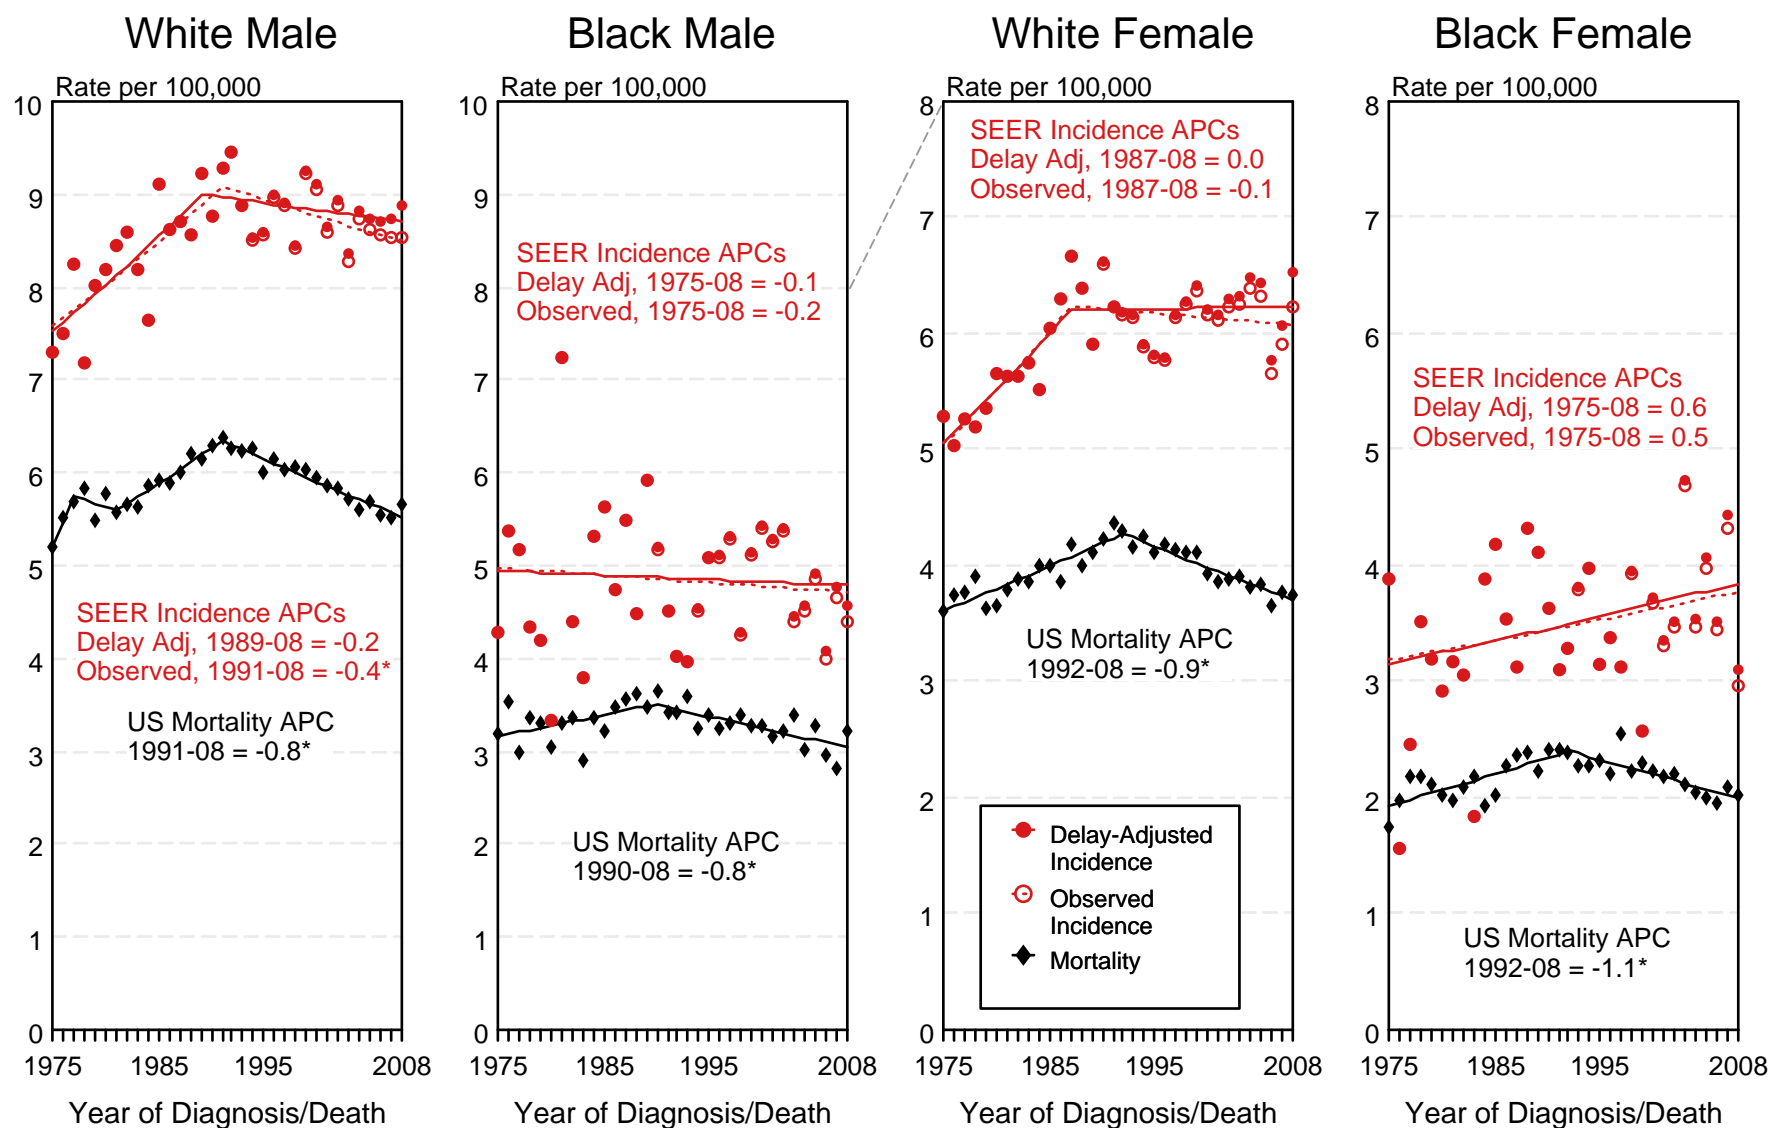 White Male
Rate per 100,000
10
9
8
7
6
5
4
3
2
1
0
SEER Incidence APCs
Delay Adj, 1989-08 = -0.2
Observed, 1991-08 = -0.4*
US Mortality APC
1991-08 = -0.8*
1975
1985
1995
2008
Year of Diagnosis/Death
Black Male
Rate per 100,000
10
9
8
7
6
5
4
3
2
1
0
SEER Incidence APCs
Delay Adj, 1975-08 = -0.1
Observed, 1975-08 = -0.2
US Mortality APC
1990-08 = -0.8*
1975
1985
1995
2008
Year of Diagnosis/Death
White Female
Rate per 100,000
8
7
6
5
4
3
2
1
0
SEER Incidence APCs
Delay Adj, 1987-08 = 0.0
Observed, 1987-08 = -0.1
US Mortality APC
1992-08 = -0.9*
Delay-Adjusted
Incidence
Observed
Incidence
Mortality
1975
1985
1995
2008
Year of Diagnosis/Death
Black Female
Rate per 100,000
8
7
6
5
4
3
2
1
0
SEER Incidence APCs
Delay Adj, 1975-08 = 0.6
Observed, 1975-08 = 0.5
US Mortality APC
1992-08 = -1.1*
1975
1985
1995
2008
Year of Diagnosis/Death